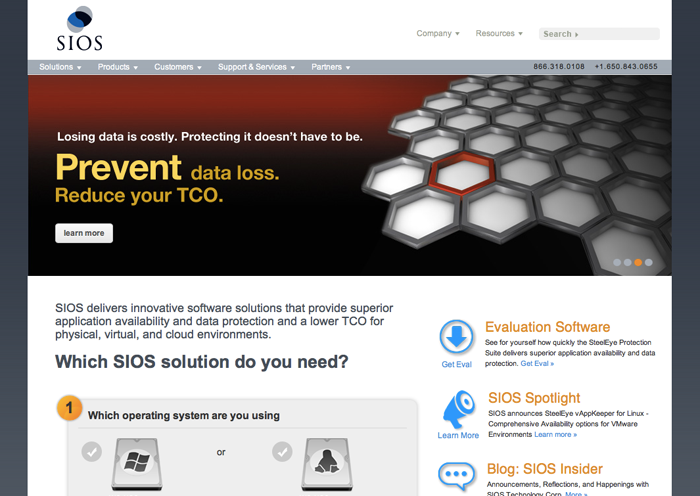 SIOS
Company
Resources
Search
Solutions
Products
Customers
Support & Services
Partners
866.318.0108
+1.650.843.0655
Losing data is costly. Protecting it doesn't have to be.
Prevent data loss.
Reduce your TCO.
learn more
SIOS delivers innovative software solutions that provide superior
application availability and data protection and a lower TCO for
physical, virtual, and cloud environments.
Which SIOS solution do you need?
1
Which operating system are you using
or
Get Eval
Evaluation Software
See for yourself how quickly the SteelEye Protection
Suite delivers superior application availability and data
protection. Get Eval »
Learn More
SIOS Spotlight
SIOS announces SteelEye vAppKeeper for Linux -
Comprehensive Availability options for VMware
Environments Learn more »
Blog: SIOS Insider
Announcements, Reflections, and Happenings with
SIOS Technology Corp. More »